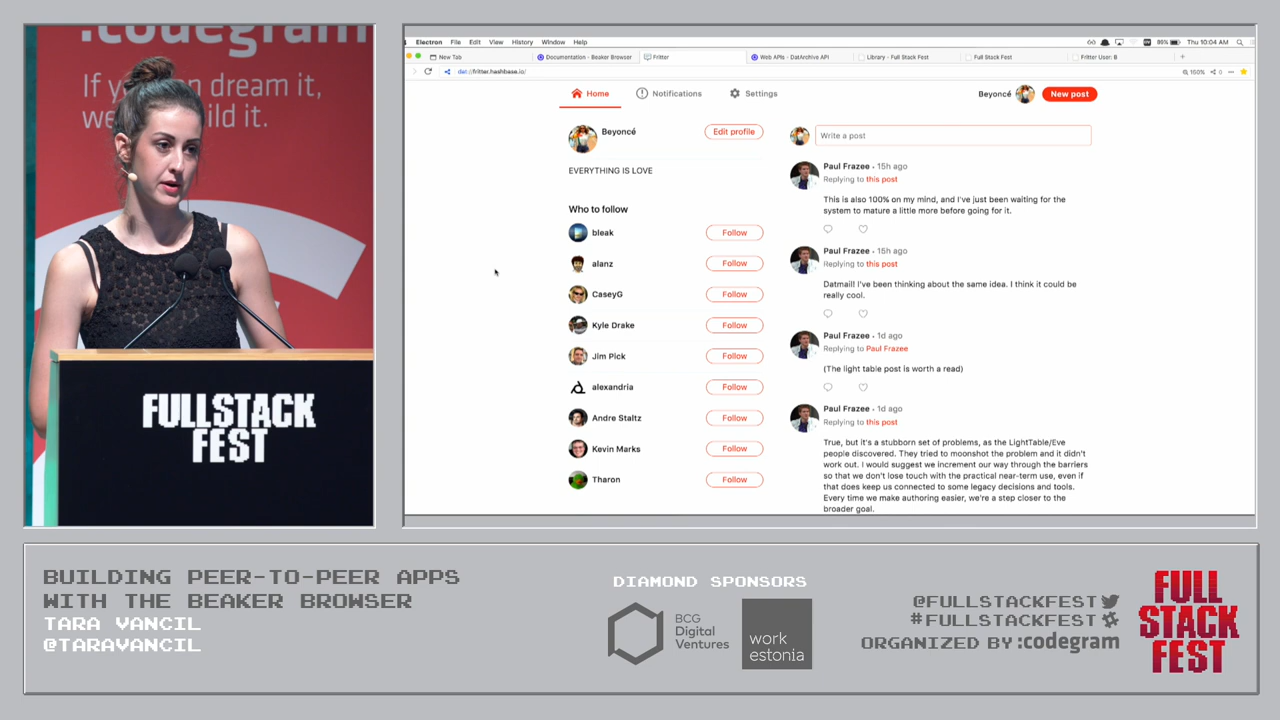 :codegram
If you can dream it,
we build it.
FULLSTACK
FEST
Electron File Edit View History Window Help
89%
Thu 10:04 AM
New Tab
Documentation - Beaker Browser
Fritter
Web APIs - DatArchive API
Library - Full Stack Fest
Full Stack Fest
Fritter User: B
dat://fritter.hashbase.io/
150%
0
Home
Notifications
Settings
Beyoncé
New post
Beyoncé
Edit profile
EVERYTHING IS LOVE
Who to follow
bleak
Follow
alanz
Follow
CaseyG
Follow
Kyle Drake
Follow
Jim Pick
Follow
alexandria
Follow
Andre Staltz
Follow
Kevin Marks
Follow
Tharon
Follow
Write a post
Paul Frazee • 15h ago
Replying to this post
This is also 100% on my mind, and I've just been waiting for the
system to mature a little more before going for it.
Paul Frazee • 15h ago
Replying to this post
Datmail! I've been thinking about the same idea. I think it could be
really cool.
Paul Frazee • 1d ago
Replying to Paul Frazee
(The light table post is worth a read)
Paul Frazee • 1d ago
Replying to this post
True, but it's a stubborn set of problems, as the LightTable/Eve
people discovered. They tried to moonshot the problem and it didn't
work out. I would suggest we increment our way through the barriers
so that we don't lose touch with the practical near-term use, even if
that does keep us connected to some legacy decisions and tools.
Every time we make authoring easier, we're a step closer to the
broader goal.
BUILDING PEER-TO-PEER APPS
WITH THE BEAKER BROWSER
TARA VANCIL
@TARAVANCIL
DIAMOND SPONSORS
BCG
Digital
Ventures
work
estonia
@FULLSTACKFEST
#FULLSTACKFEST
ORGANIZED BY :codegram
FULL
STACK
FEST